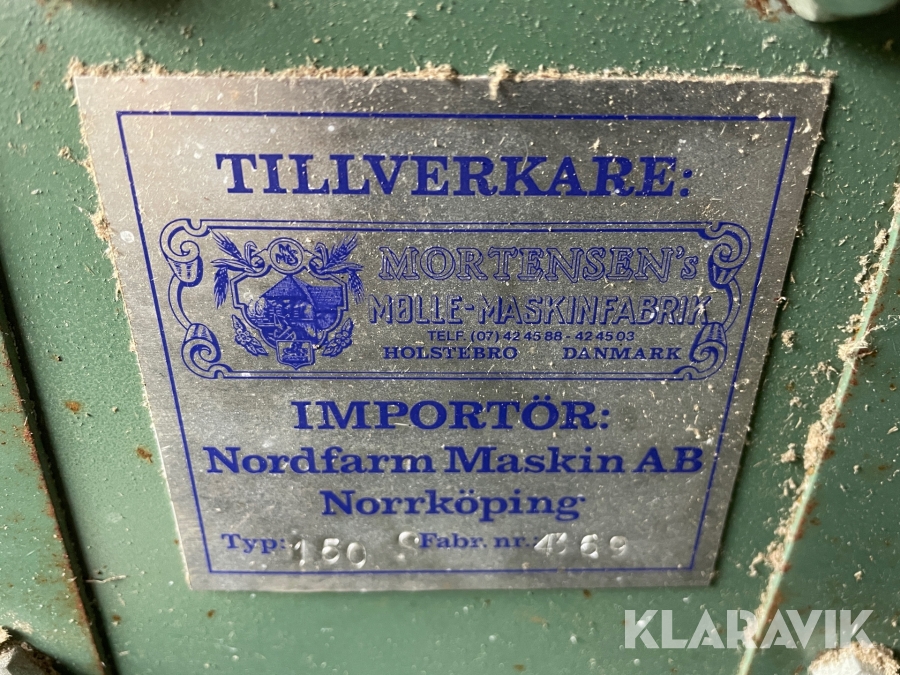 TILLVERKARE:
MORTENSEN's
MØLLE-MASKINFABRIK
TELF. (07) 42 45 88 - 42 45 03
HOLSTEBRO DANMARK
IMPORTÖR:
Nordfarm Maskin AB
Norrköping
Typ: 150 S Fabr. nr.:
KLARAVIK